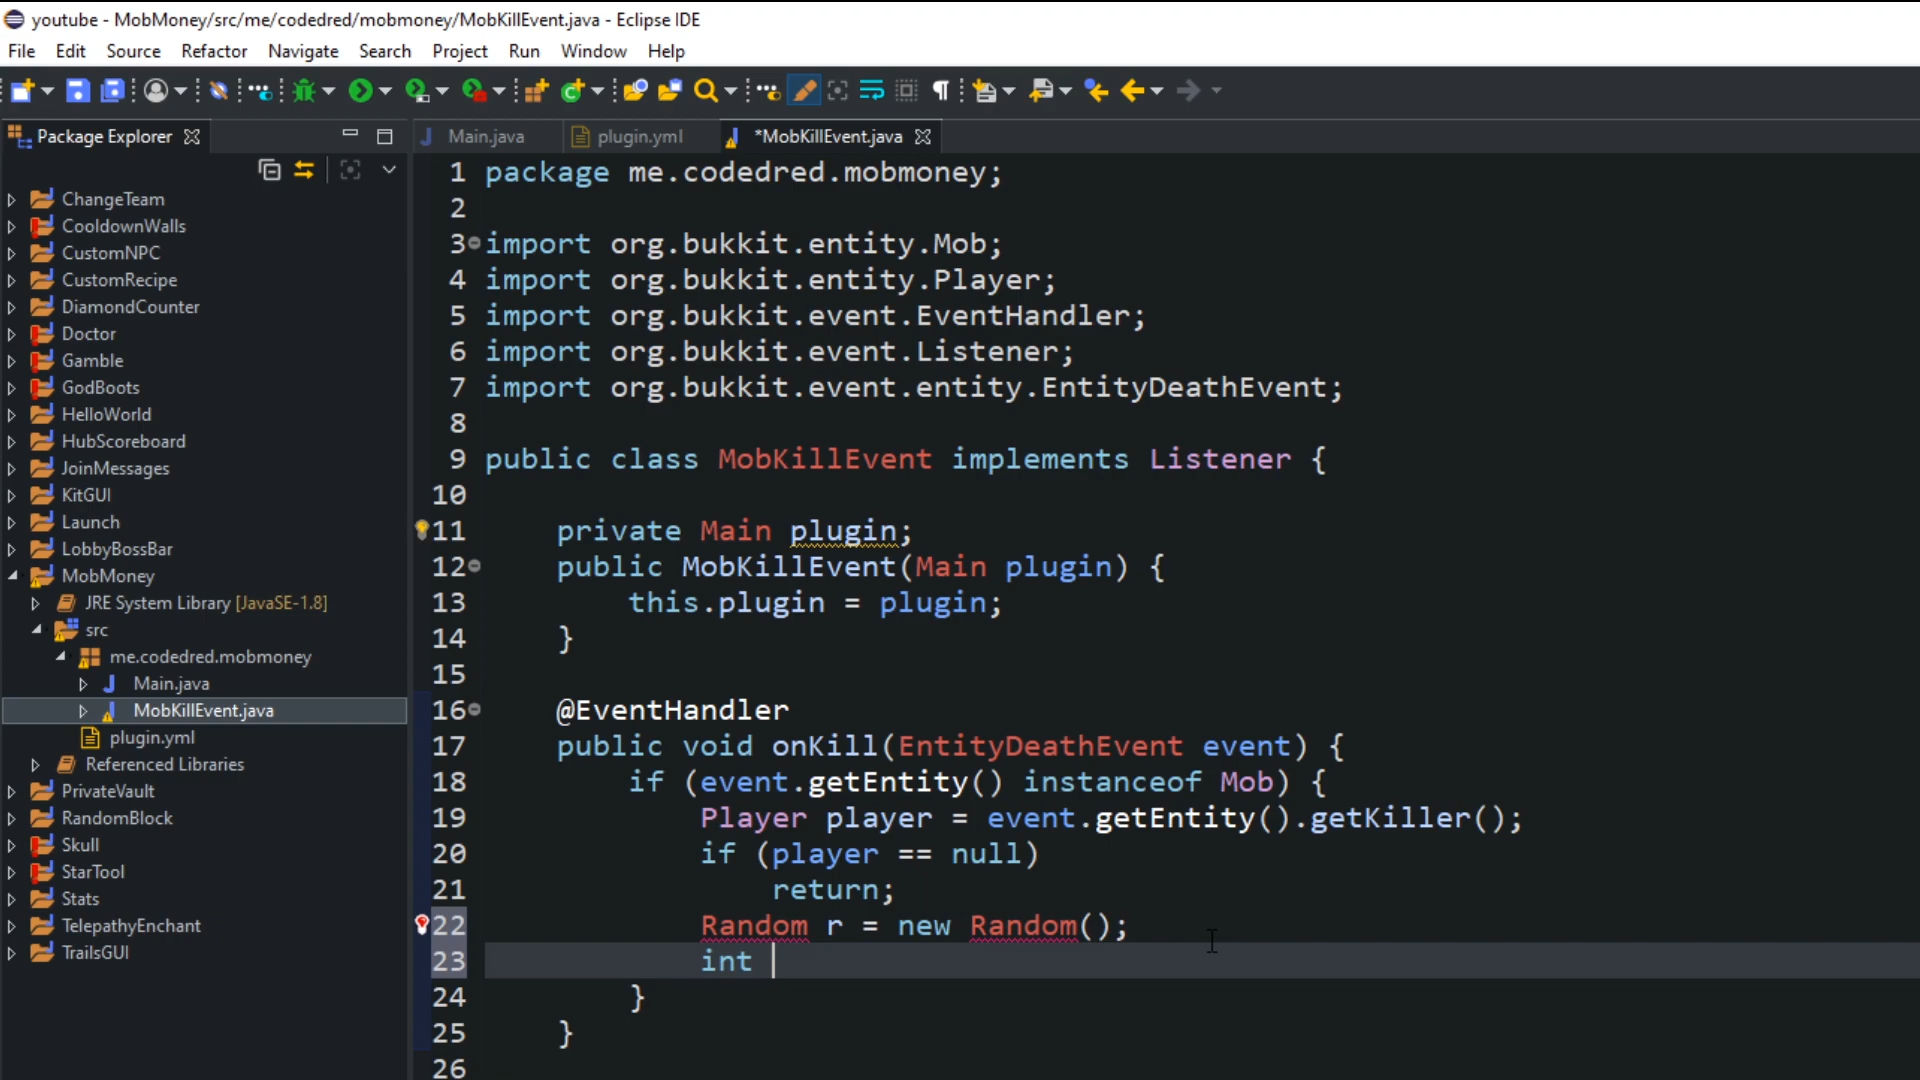 youtube - MobMoney/src/me/codedred/mobmoney/MobKillEvent.java - Eclipse IDE
File Edit Source Refactor Navigate Search Project Run Window Help
Package Explorer
Main.java plugin.yml *MobKillEvent.java
ChangeTeam
CooldownWalls
CustomNPC
CustomRecipe
DiamondCounter
Doctor
Gamble
GodBoots
HelloWorld
HubScoreboard
JoinMessages
KitGUI
Launch
LobbyBossBar
MobMoney
JRE System Library [JavaSE-1.8]
src
me.codedred.mobmoney
Main.java
MobKillEvent.java
plugin.yml
Referenced Libraries
PrivateVault
RandomBlock
Skull
StarTool
Stats
TelepathyEnchant
TrailsGUI
1 package me.codedred.mobmoney;
2
3 import org.bukkit.entity.Mob;
4 import org.bukkit.entity.Player;
5 import org.bukkit.event.EventHandler;
6 import org.bukkit.event.Listener;
7 import org.bukkit.event.entity.EntityDeathEvent;
8
9 public class MobKillEvent implements Listener {
10
11 private Main plugin;
12 public MobKillEvent(Main plugin) {
13 this.plugin = plugin;
14 }
15
16 @EventHandler
17 public void onKill(EntityDeathEvent event) {
18 if (event.getEntity() instanceof Mob) {
19 Player player = event.getEntity().getKiller();
20 if (player == null)
21 return;
22 Random r = new Random();
23 int
24 }
25 }
26